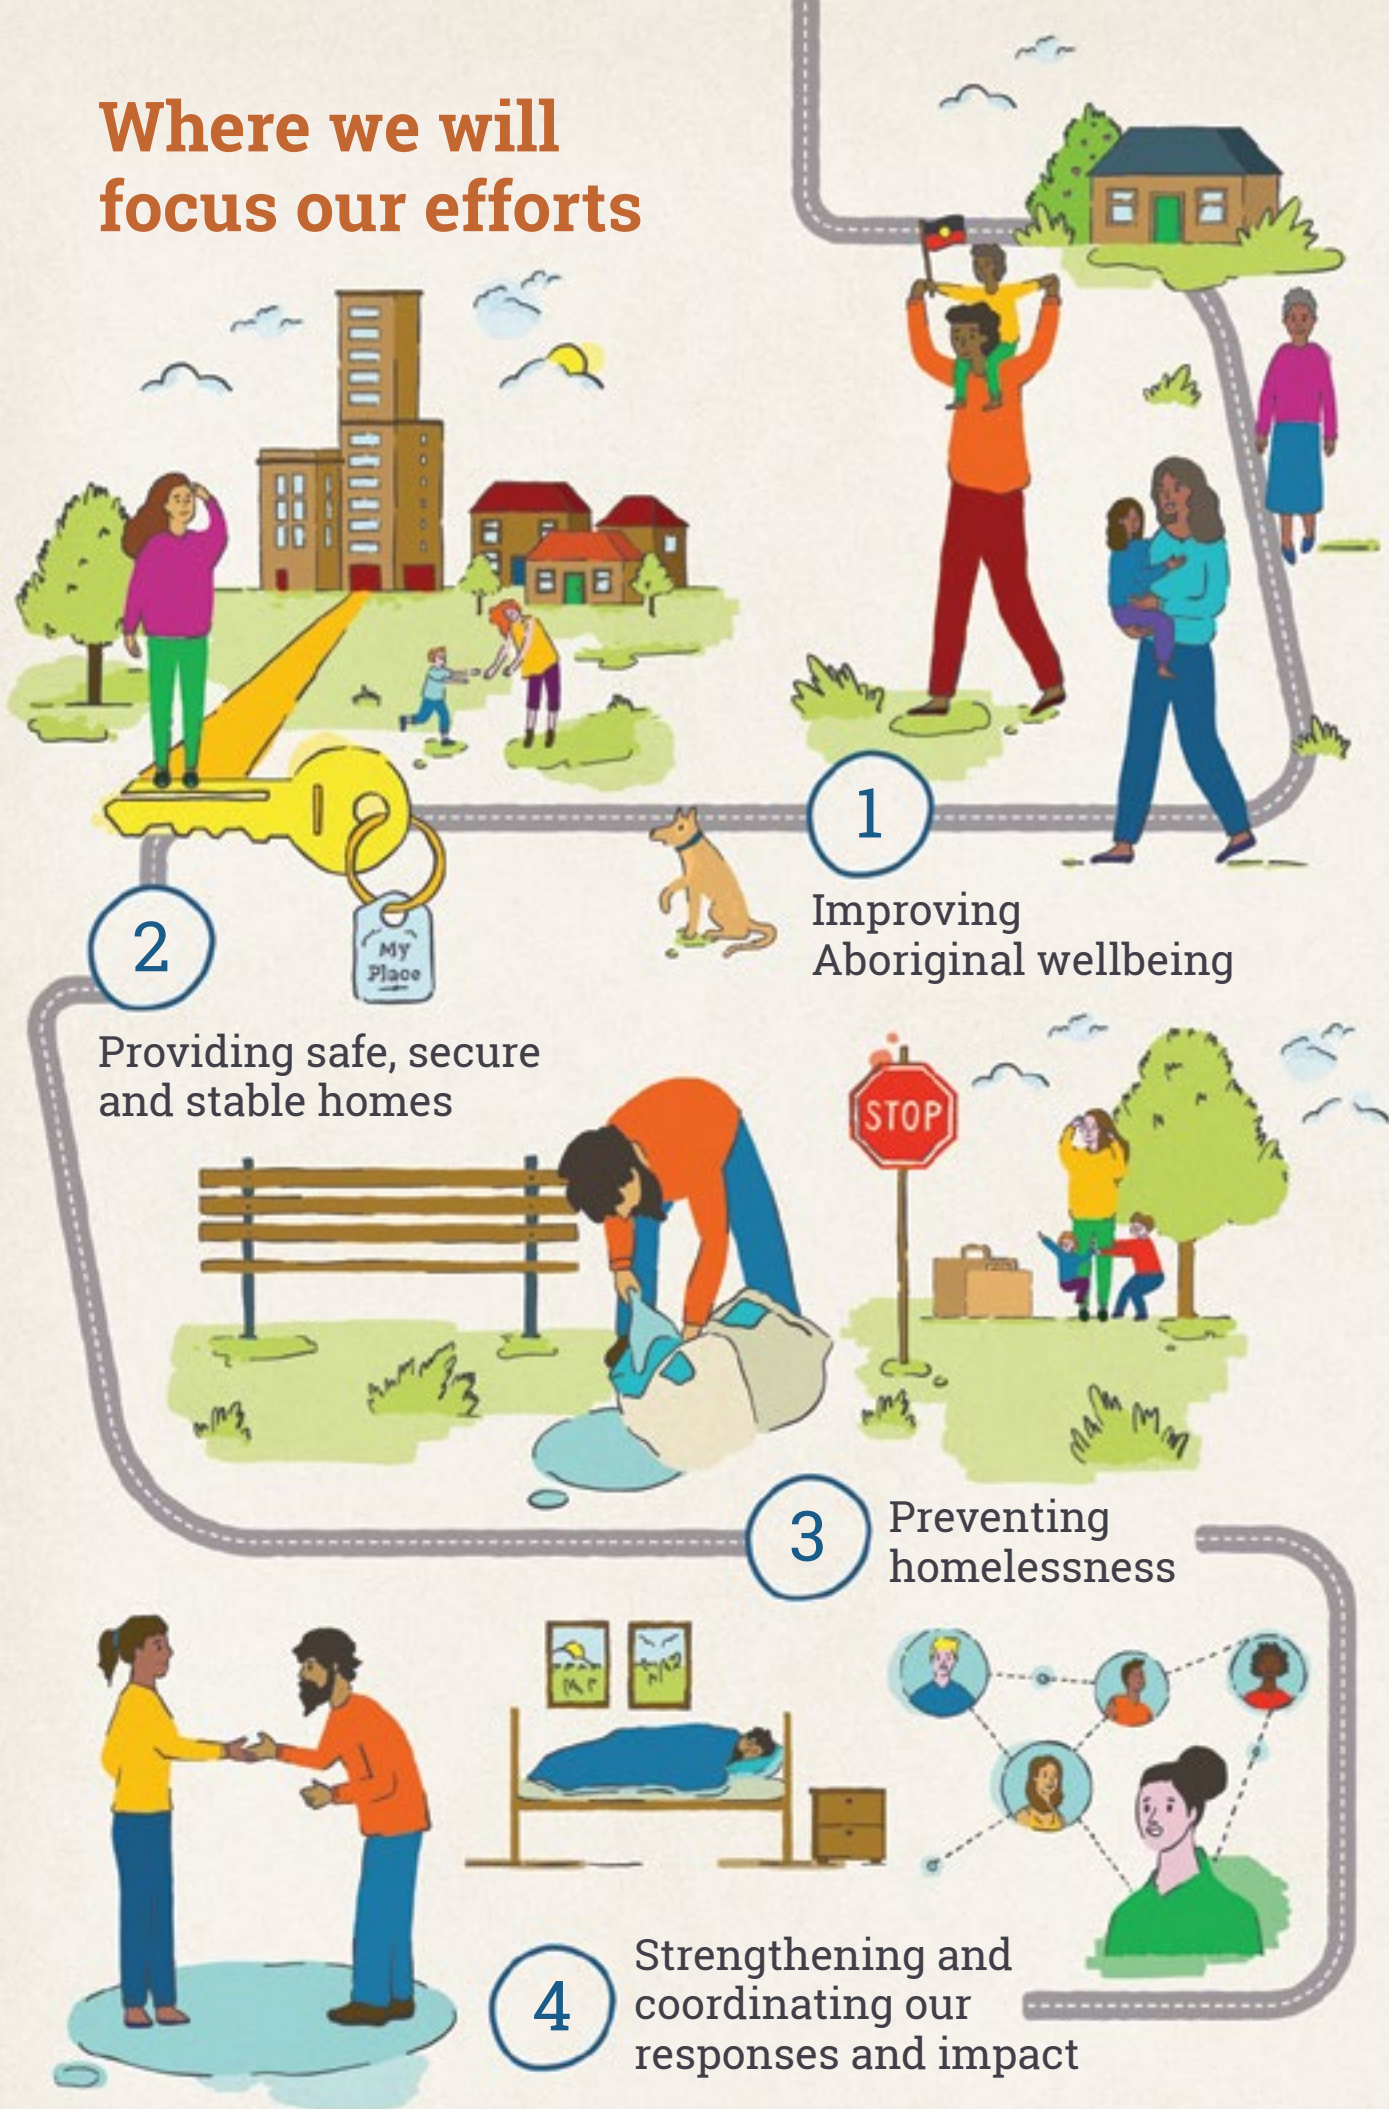 Where we will
focus our efforts
1
Improving
Aboriginal wellbeing
2
My
Place
Providing safe, secure
and stable homes
STOP
3
Preventing
homelessness
4
Strengthening and
coordinating our
responses and impact